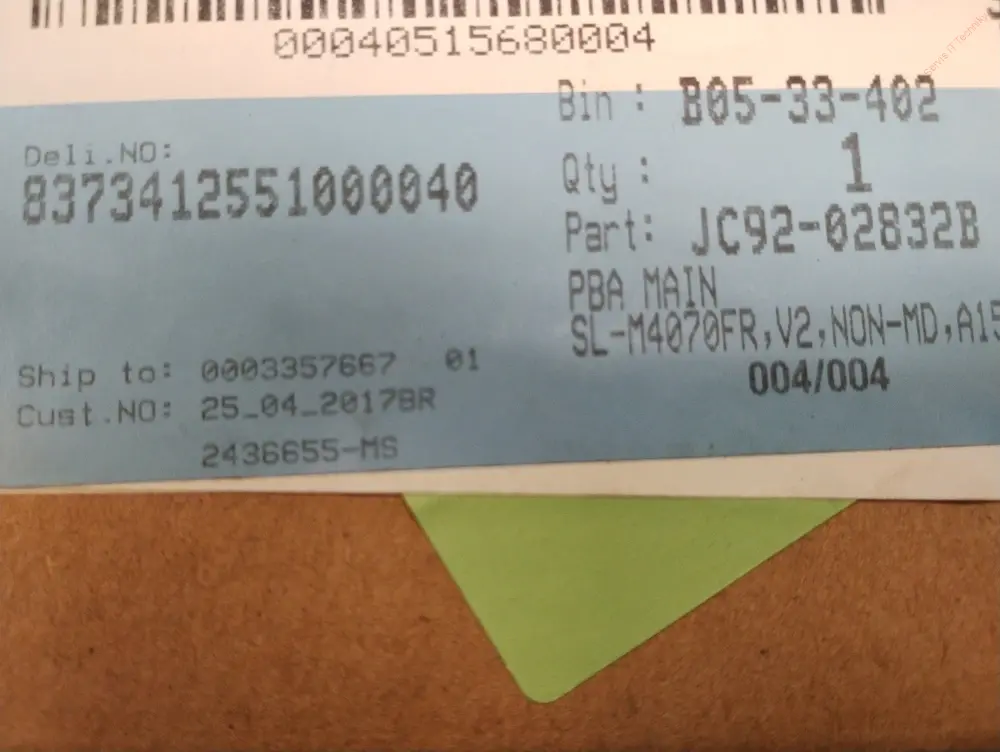 00040515680004
Bin : B05-33-402
Deli.NO:
8373412551000040
Qty : 1
Part: JC92-02832B
PBA MAIN
SL-M4070FR,V2,NON-MD,A15
004/004
Ship to: 0003357667 01
Cust.NO: 25_04_2017BR
2436655-MS